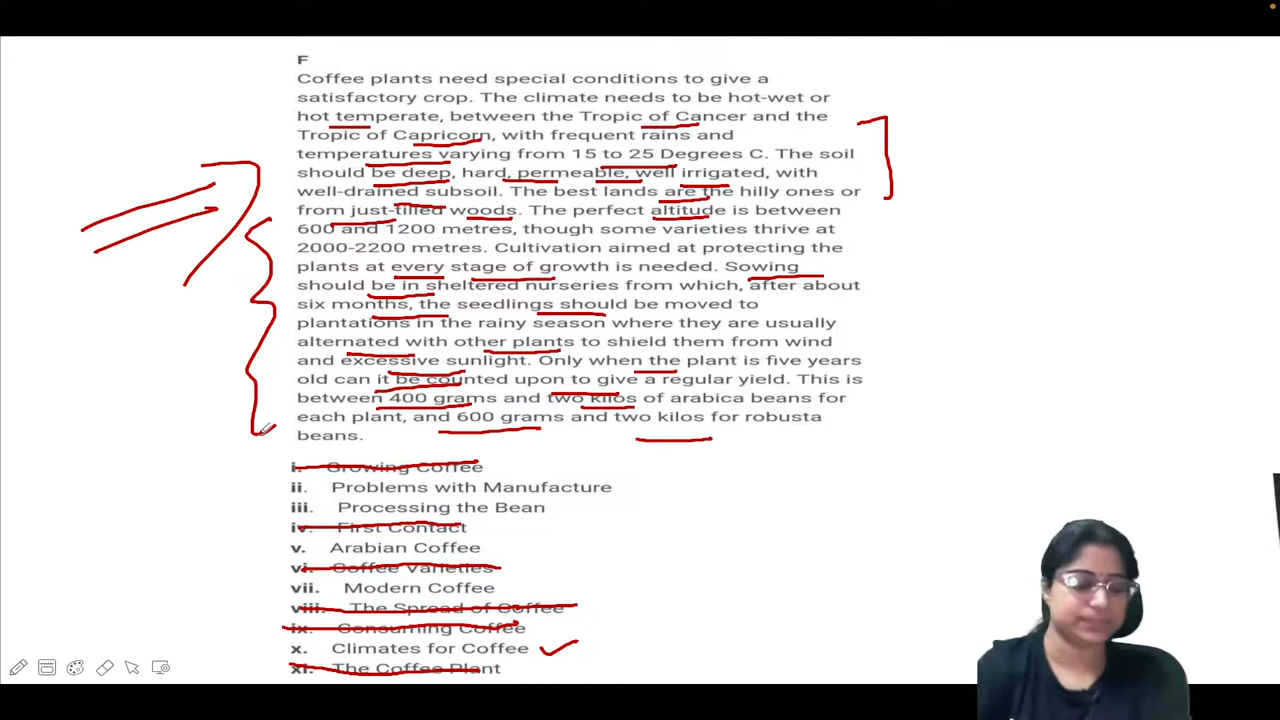 F
Coffee plants need special conditions to give a
satisfactory crop. The climate needs to be hot-wet or
hot temperate, between the Tropic of Cancer and the
Tropic of Capricorn, with frequent rains and
temperatures varying from 15 to 25 Degrees C. The soil
should be deep, hard, permeable, well irrigated, with
well-drained subsoil. The best lands are the hilly ones or
from just-tilled woods. The perfect altitude is between
600 and 1200 metres, though some varieties thrive at
2000-2200 metres. Cultivation aimed at protecting the
plants at every stage of growth is needed. Sowing
should be in sheltered nurseries from which, after about
six months, the seedlings should be moved to
plantations in the rainy season where they are usually
alternated with other plants to shield them from wind
and excessive sunlight. Only when the plant is five years
old can it be counted upon to give a regular yield. This is
between 400 grams and two kilos of arabica beans for
each plant, and 600 grams and two kilos for robusta
beans.
i. Growing Coffee
ii. Problems with Manufacture
iii. Processing the Bean
iv. First Contact
v. Arabian Coffee
vi. Coffee Varieties
vii. Modern Coffee
viii. The Spread of Coffee
ix. Consuming Coffee
x. Climates for Coffee
xi. The Coffee Plant